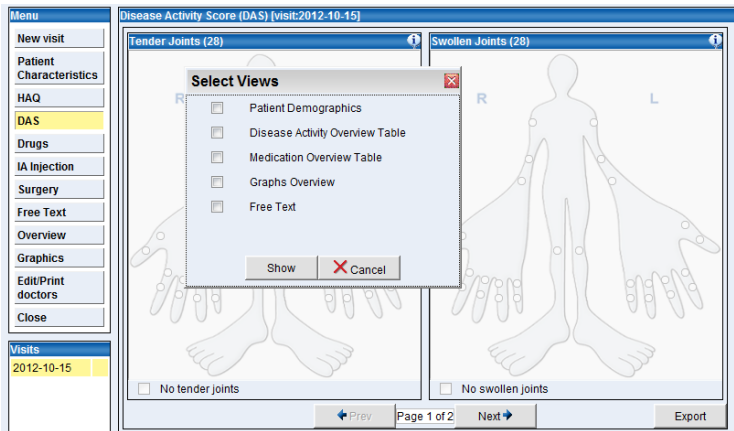 Menu
New visit
Patient
Characteristics
HAQ
DAS
Drugs
IA Injection
Surgery
Free Text
Overview
Graphics
Edit/Print
doctors
Close
Visits
2012-10-15
Disease Activity Score (DAS) [visit:2012-10-15]
Tender Joints (28)
R
No tender joints
Swollen Joints (28)
R L
No swollen joints
Select Views
Patient Demographics
Disease Activity Overview Table
Medication Overview Table
Graphs Overview
Free Text
Show Cancel
Prev Page 1 of 2 Next Export